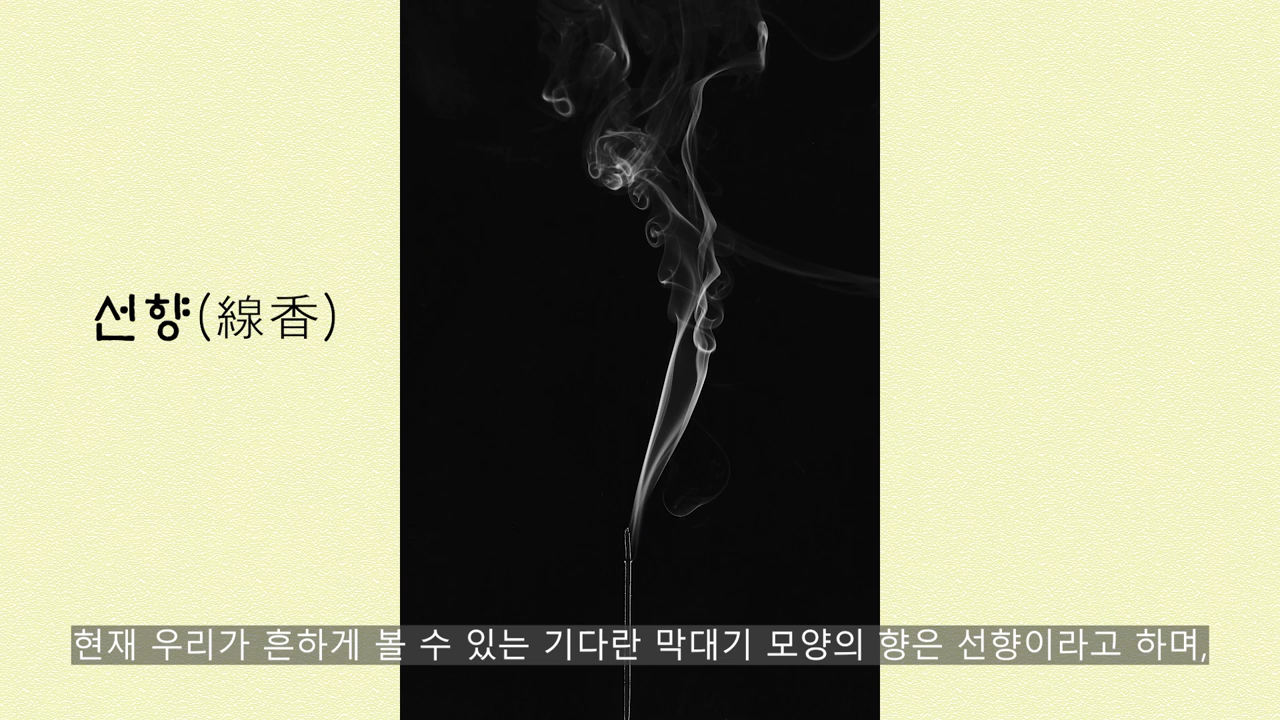 선향(線香)
현재 우리가 흔하게 볼 수 있는 기다란 막대기 모양의 향은 선향이라고 하며,